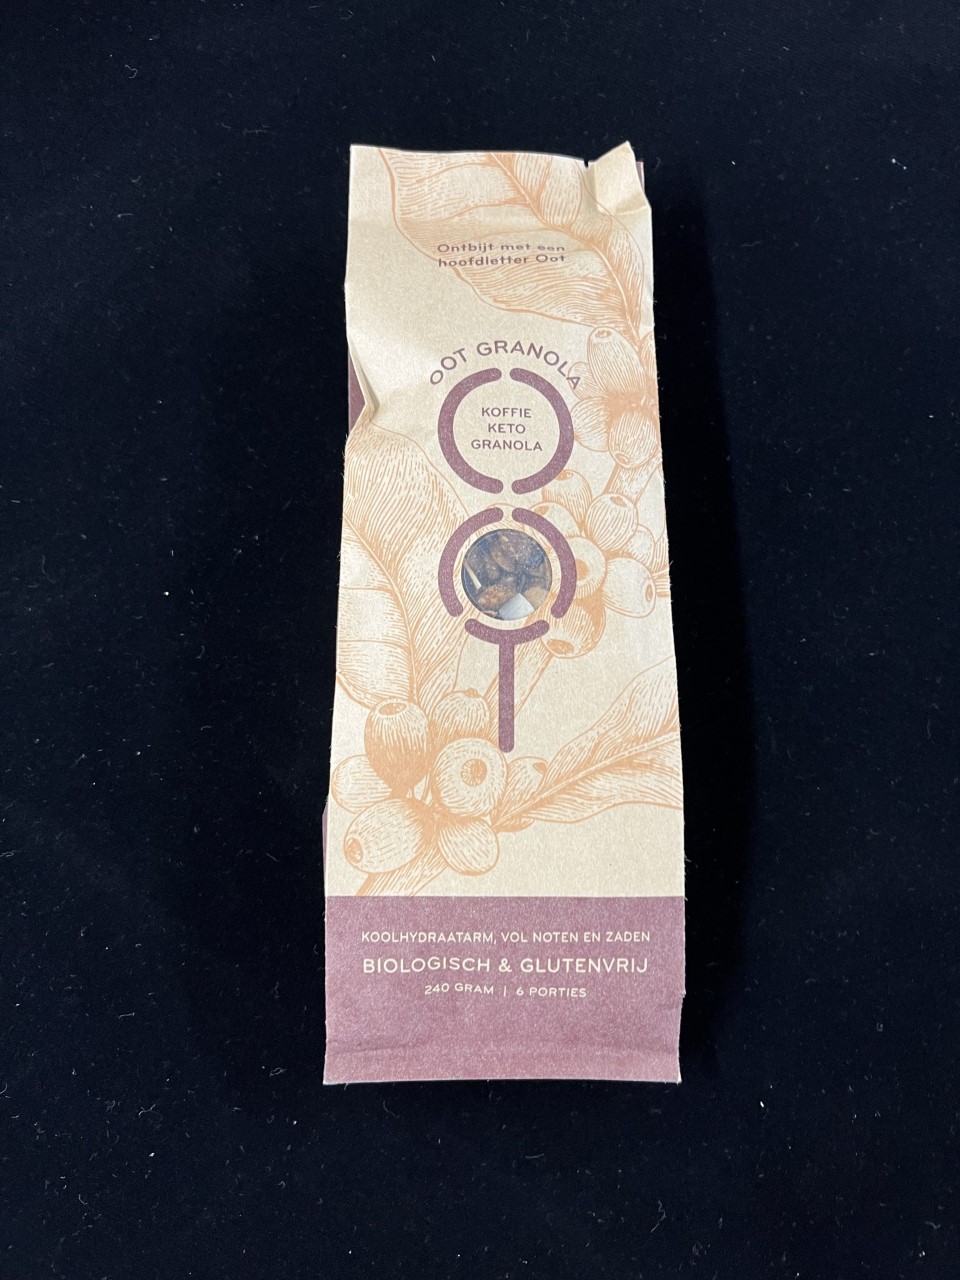 Ontbijt met een
hoofdletter Oot
OOT GRANOLA
KOFFIE
KETO
GRANOLA
OOT
KOOLHYDRAATARM, VOL NOTEN EN ZADEN
BIOLOGISCH & GLUTENVRIJ
240 GRAM | 6 PORTIES